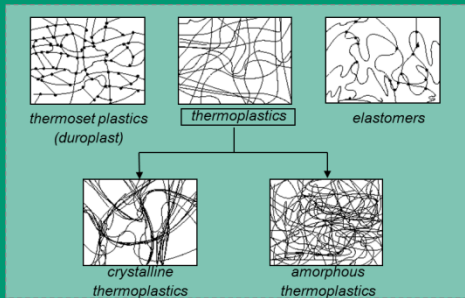 thermoset plastics
(duroplast)
thermoplastics
elastomers
crystalline
thermoplastics
amorphous
thermoplastics